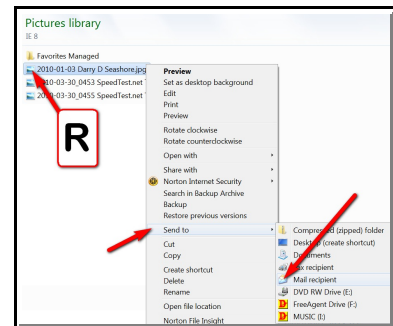 Pictures library
IE 8
Favorites Managed
2010-01-03 Darry D Seashore.jpg
2010-03-30_0453 SpeedTest.net
2010-03-30_0455 SpeedTest.net
R
Preview
Set as desktop background
Edit
Print
Preview
Rotate clockwise
Rotate counterclockwise
Open with
Share with
Norton Internet Security
Search in Backup Archive
Backup
Restore previous versions
Send to
Cut
Copy
Create shortcut
Delete
Rename
Open file location
Norton File Insight
Compressed (zipped) folder
Desktop (create shortcut)
Documents
Fax recipient
Mail recipient
DVD RW Drive (E:)
FreeAgent Drive (F:)
MUSIC (I:)